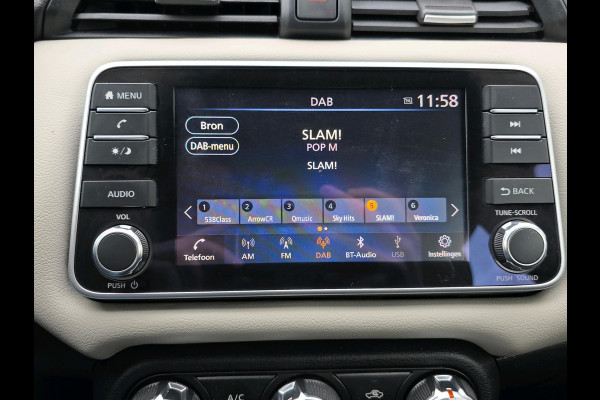 MENU
DAB
11:58
Bron
SLAM!
POP M
DAB-menu
SLAM!
AUDIO
BACK
1 2 3 4 5 6
538Class ArrowCR Qmusic Sky Hits SLAM! Veronica
VOL
TUNE-SCROLL
Telefoon AM FM DAB BT-Audio USB Instellingen
PUSH
PUSH SOUND
A/C